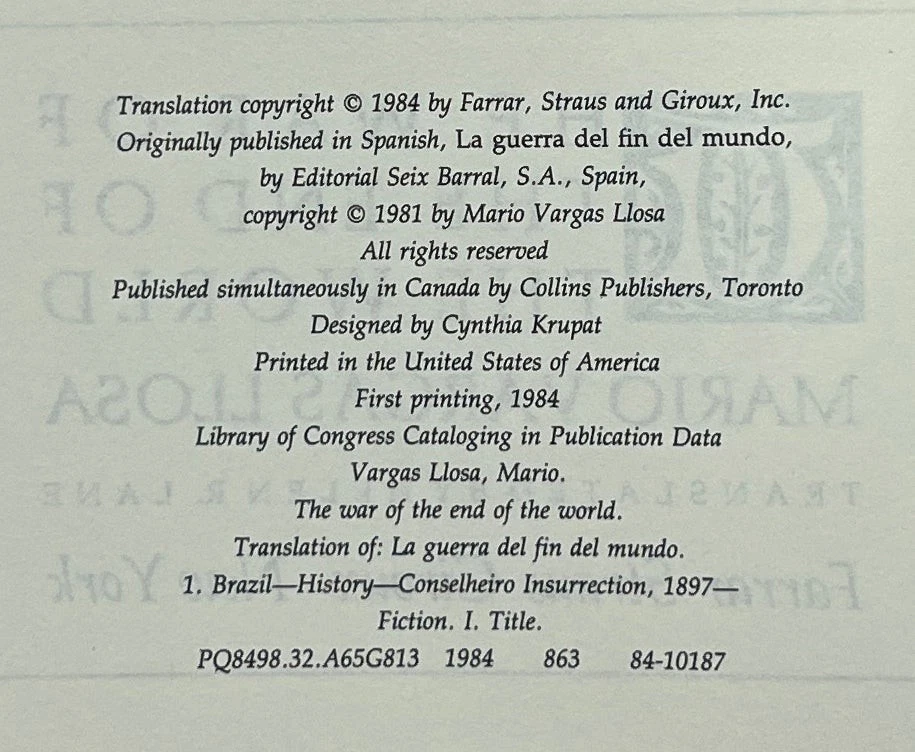 Translation copyright © 1984 by Farrar, Straus and Giroux, Inc.
Originally published in Spanish, La guerra del fin del mundo,
by Editorial Seix Barral, S.A., Spain,
copyright © 1981 by Mario Vargas Llosa
All rights reserved
Published simultaneously in Canada by Collins Publishers, Toronto
Designed by Cynthia Krupat
Printed in the United States of America
First printing, 1984
Library of Congress Cataloging in Publication Data
Vargas Llosa, Mario.
The war of the end of the world.
Translation of: La guerra del fin del mundo.
1. Brazil—History—Conselheiro Insurrection, 1897—
Fiction. I. Title.
PQ8498.32.A65G813 1984 863 84-10187